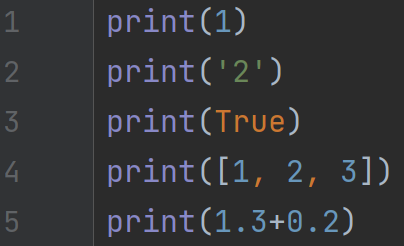 1 print(1)
2 print('2')
3 print(True)
4 print([1, 2, 3])
5 print(1.3+0.2)